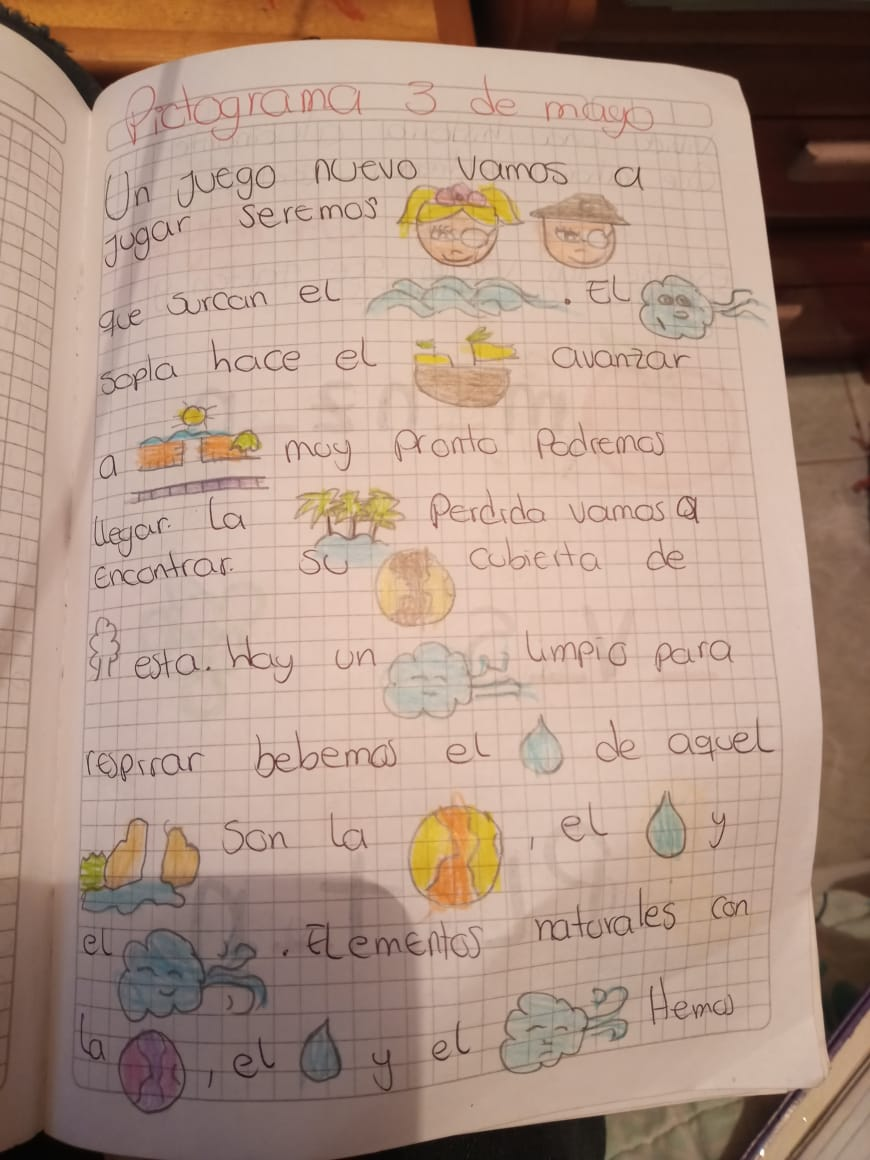 Pictograma 3 de mayo
Un juego nuevo vamos a
jugar seremos
que surcan el . El
sopla hace el avanzar
a muy pronto podremos
llegar. La perdida vamos a
encontrar. su cubierta de
esta. Hay un limpio para
respirar bebemos el de aquel
Son la , el y
el . Elementos naturales con
la , el y el Hemos